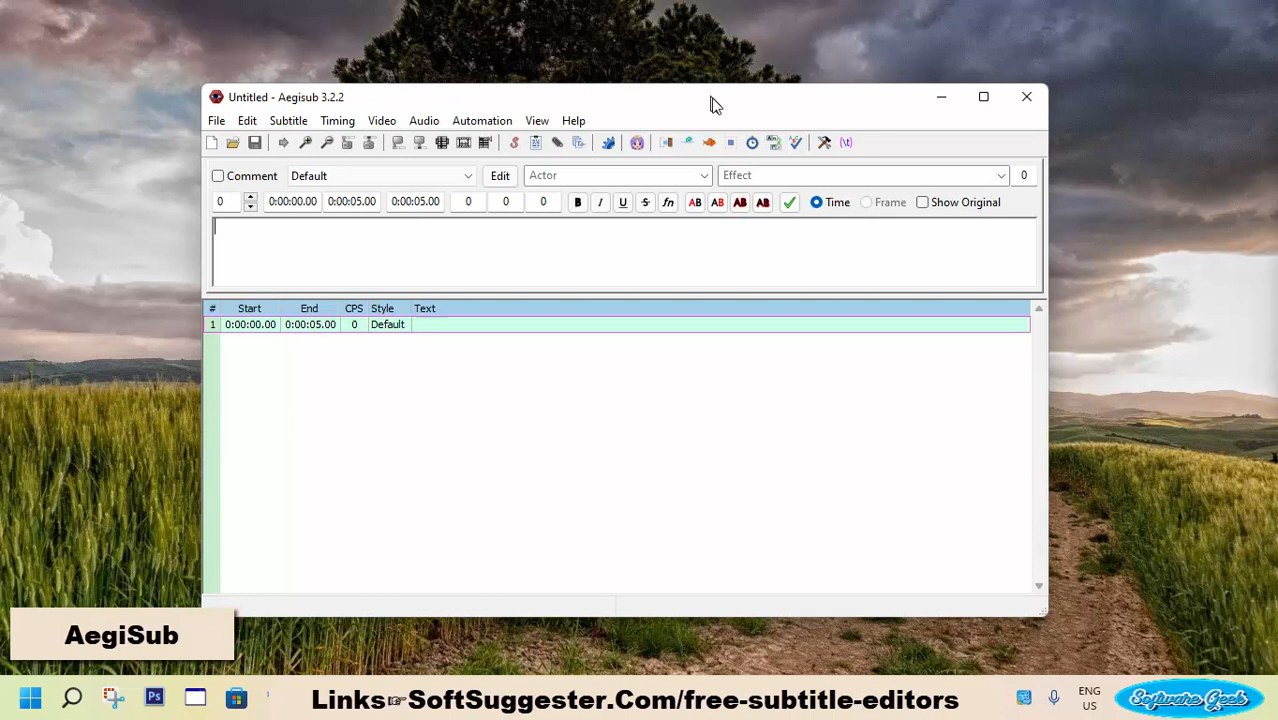 Untitled - Aegisub 3.2.2
File Edit Subtitle Timing Video Audio Automation View Help
Comment Default Edit Actor Effect 0
0 0:00:00.00 0:00:05.00 0:00:05.00 0 0 0 B I U S fn AB AB AB AB Time Frame Show Original
# Start End CPS Style Text
1 0:00:00.00 0:00:05.00 0 Default
AegiSub
Ps
Links☞SoftSuggester.Com/free-subtitle-editors
ENG
US
Software Geek